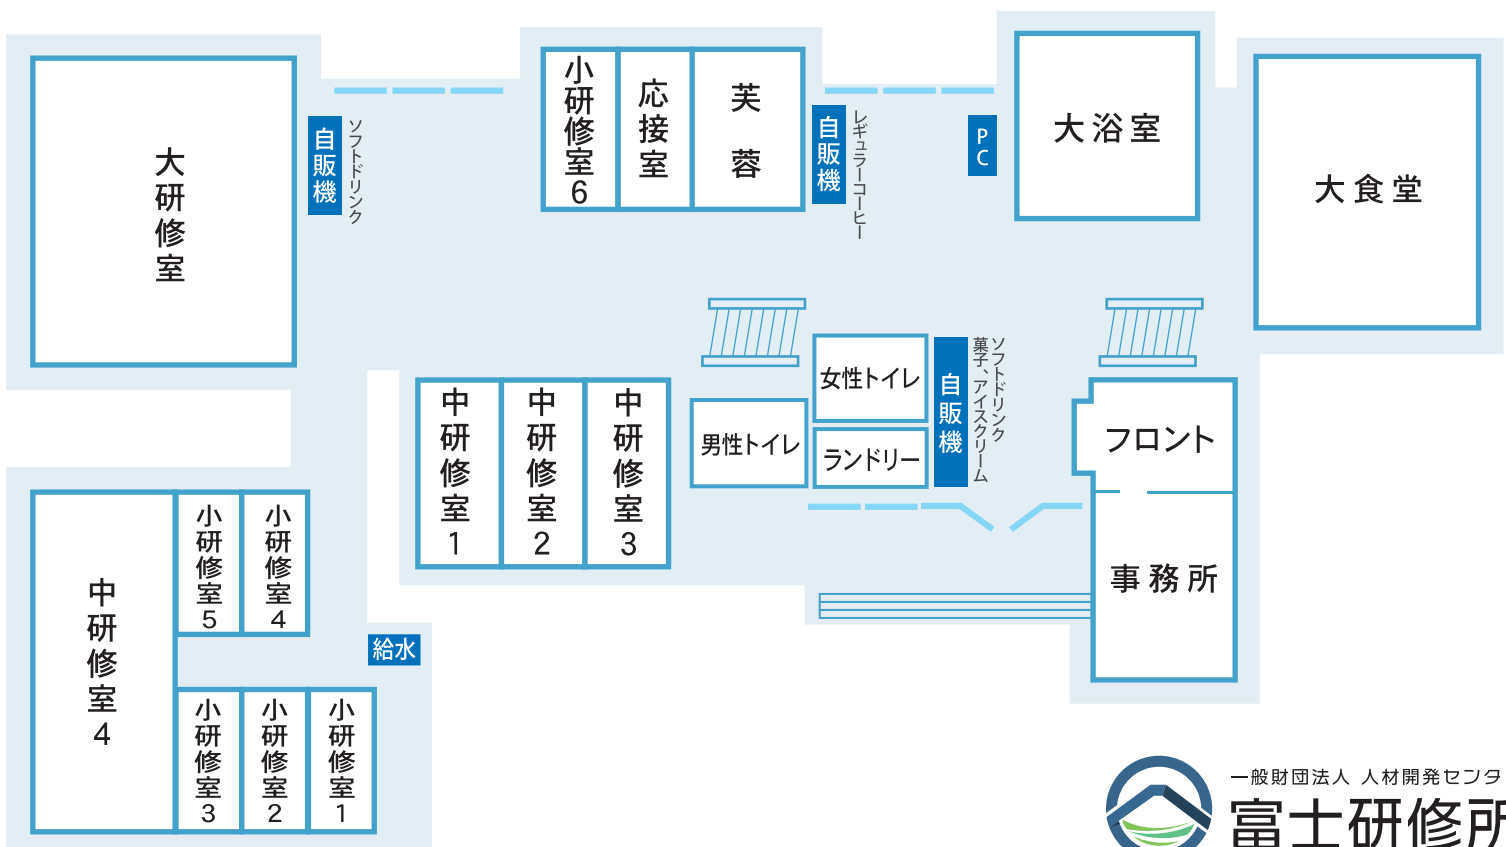 大研修室
自販機
ソフトドリンク
小研修室6
応接室
芙蓉
自販機
レギュラーコーヒー
PC
大浴室
大食堂
中研修室1
中研修室2
中研修室3
男性トイレ
女性トイレ
ランドリー
自販機
ソフトドリンク
菓子、アイスクリーム
フロント
事務所
中研修室4
小研修室5
小研修室4
給水
小研修室3
小研修室2
小研修室1
一般財団法人 人材開発センタ
富士研修所